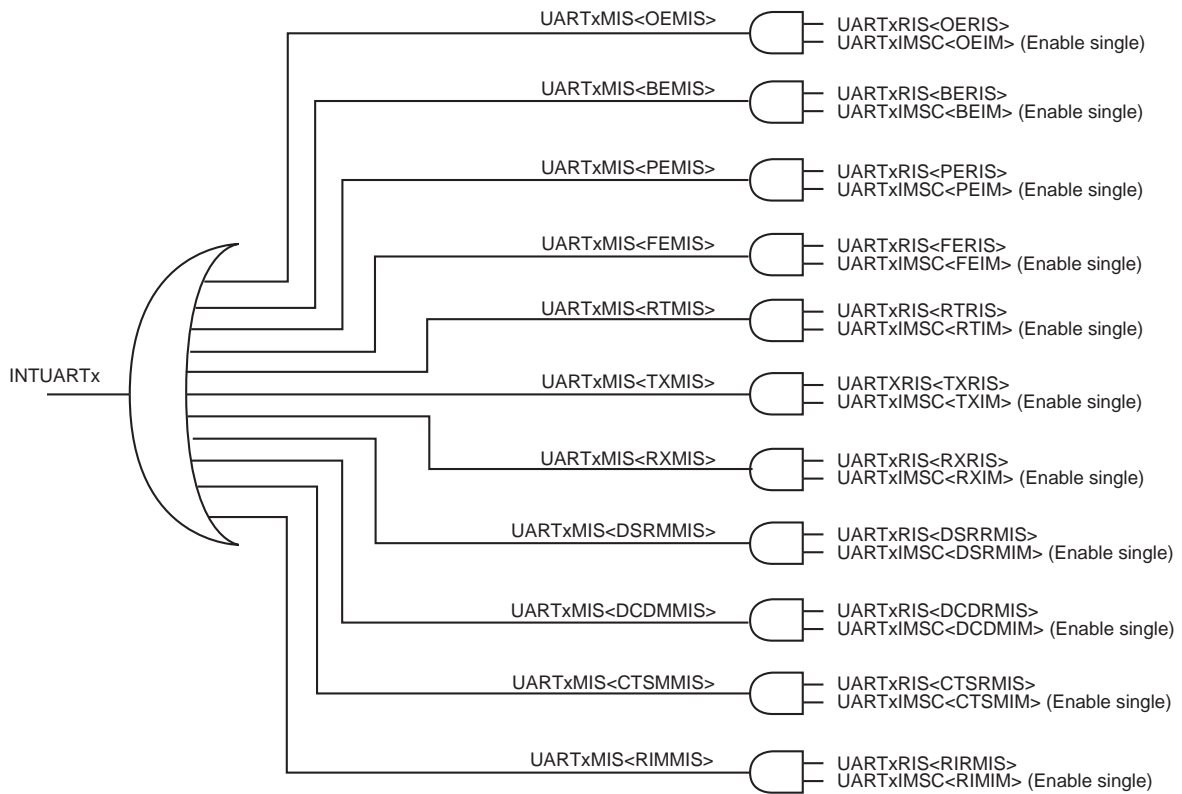 UARTxMIS<OEMIS>
UARTxRIS<OERIS>
UARTxIMSC<OEIM> (Enable single)
UARTxMIS<BEMIS>
UARTxRIS<BERIS>
UARTxIMSC<BEIM> (Enable single)
UARTxMIS<PEMIS>
UARTxRIS<PERIS>
UARTxIMSC<PEIM> (Enable single)
UARTxMIS<FEMIS>
UARTxRIS<FERIS>
UARTxIMSC<FEIM> (Enable single)
UARTxMIS<RTMIS>
UARTxRIS<RTRIS>
UARTxIMSC<RTIM> (Enable single)
INTUARTx
UARTxMIS<TXMIS>
UARTXRIS<TXRIS>
UARTxIMSC<TXIM> (Enable single)
UARTxMIS<RXMIS>
UARTxRIS<RXRIS>
UARTxIMSC<RXIM> (Enable single)
UARTxMIS<DSRMMIS>
UARTxRIS<DSRRMIS>
UARTxIMSC<DSRMIM> (Enable single)
UARTxMIS<DCDMMIS>
UARTxRIS<DCDRMIS>
UARTxIMSC<DCDMIM> (Enable single)
UARTxMIS<CTSMMIS>
UARTxRIS<CTSRMIS>
UARTxIMSC<CTSMIM> (Enable single)
UARTxMIS<RIMMIS>
UARTxRIS<RIRMIS>
UARTxIMSC<RIMIM> (Enable single)